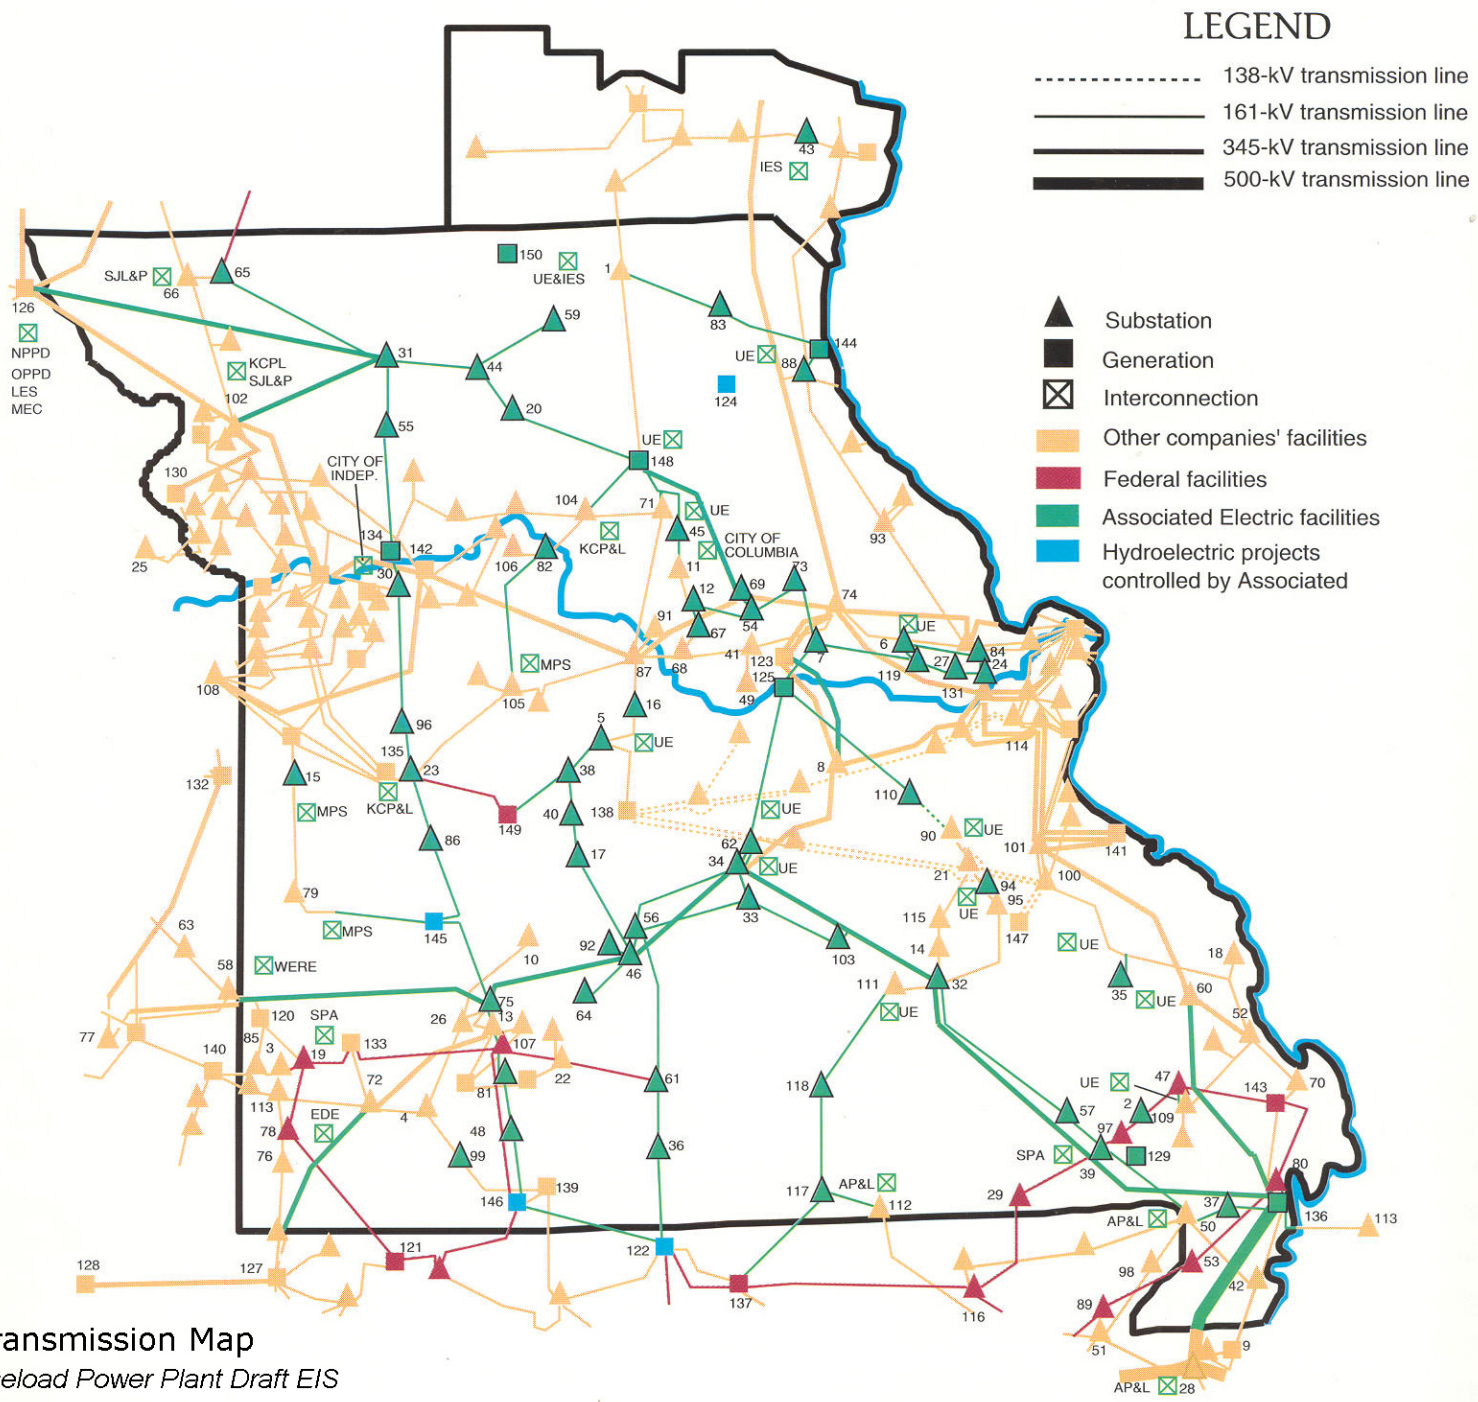 LEGEND
138-kV transmission line
161-kV transmission line
345-kV transmission line
500-kV transmission line
Substation
Generation
Interconnection
Other companies' facilities
Federal facilities
Associated Electric facilities
Hydroelectric projects
controlled by Associated
43
IES
150
UE&IES
1
SJL&P
66
65
126
NPPD
OPPD
LES
MEC
59
83
144
UE
88
31
44
KCPL
SJL&P
102
124
20
55
UE
148
CITY OF
INDEP.
130
104
71
UE
45
KCP&L
CITY OF
COLUMBIA
93
134
142
25
30
106
82
11
69
73
12
54
74
91
67
UE
6
84
7
27
24
68
41
123
87
MPS
119
125
131
108
105
49
16
96
5
UE
114
135
23
38
8
132
15
KCP&L
MPS
149
40
138
UE
110
90
UE
86
62
101
141
17
34
UE
21
94
100
79
95
UE
56
33
115
147
145
MPS
63
92
103
14
UE
18
10
46
58
WERE
111
32
35
UE
60
75
64
UE
120
SPA
26
13
52
77
85
3
19
133
107
140
22
61
118
UE
47
143
70
72
81
2
57
109
113
4
EDE
78
48
97
76
99
36
SPA
39
129
80
139
117
AP&L
29
146
112
37
136
113
AP&L
50
122
121
53
128
127
98
42
137
116
89
51
9
AP&L
28
ransmission Map
eload Power Plant Draft EIS